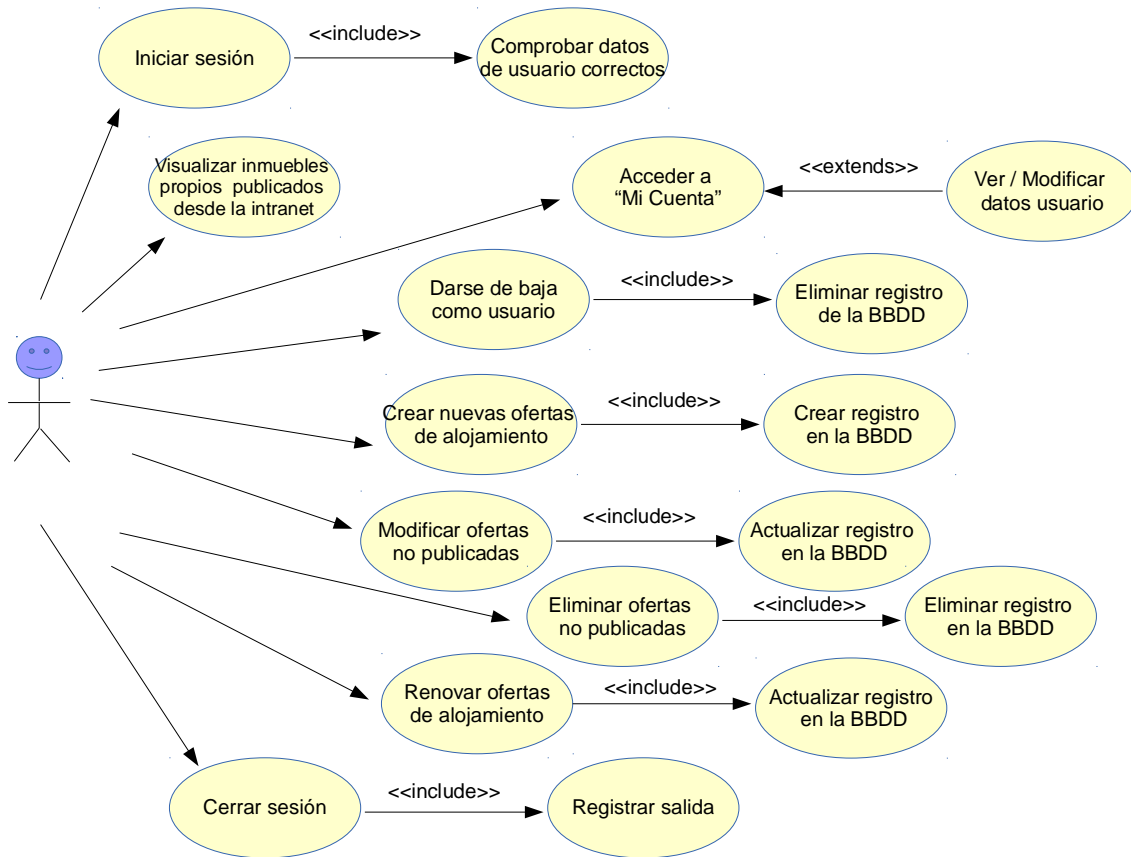 <<include>>
Iniciar sesión
Comprobar datos
de usuario correctos
Visualizar inmuebles
propios publicados
desde la intranet
Acceder a
“Mi Cuenta”
<<extends>>
Ver / Modificar
datos usuario
Darse de baja
como usuario
<<include>>
Eliminar registro
de la BBDD
Crear nuevas ofertas
de alojamiento
<<include>>
Crear registro
en la BBDD
Modificar ofertas
no publicadas
<<include>>
Actualizar registro
en la BBDD
Eliminar ofertas
no publicadas
<<include>>
Eliminar registro
en la BBDD
Renovar ofertas
de alojamiento
<<include>>
Actualizar registro
en la BBDD
Cerrar sesión
<<include>>
Registrar salida